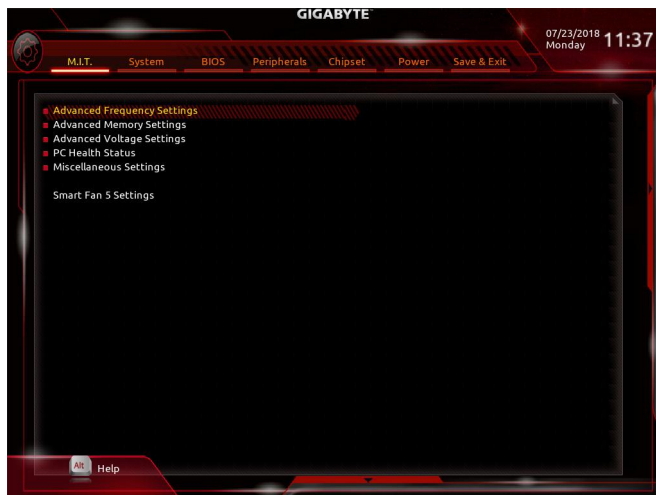 GIGABYTE™
07/23/2018 11:37
Monday
M.I.T. System BIOS Peripherals Chipset Power Save & Exit
Advanced Frequency Settings
Advanced Memory Settings
Advanced Voltage Settings
PC Health Status
Miscellaneous Settings
Smart Fan 5 Settings
Alt Help